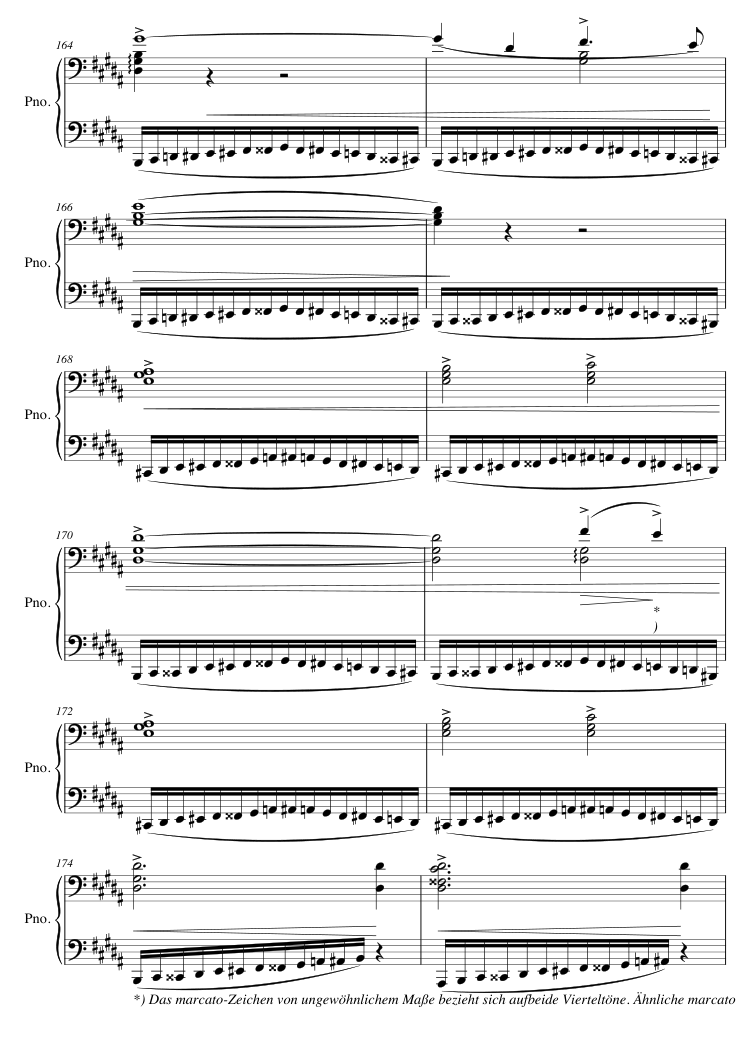 164
Pno.
166
Pno.
168
Pno.
170
Pno.
*
)
172
Pno.
174
Pno.
*) Das marcato-Zeichen von ungewöhnlichem Maße bezieht sich aufbeide Vierteltöne. Ähnliche marcato